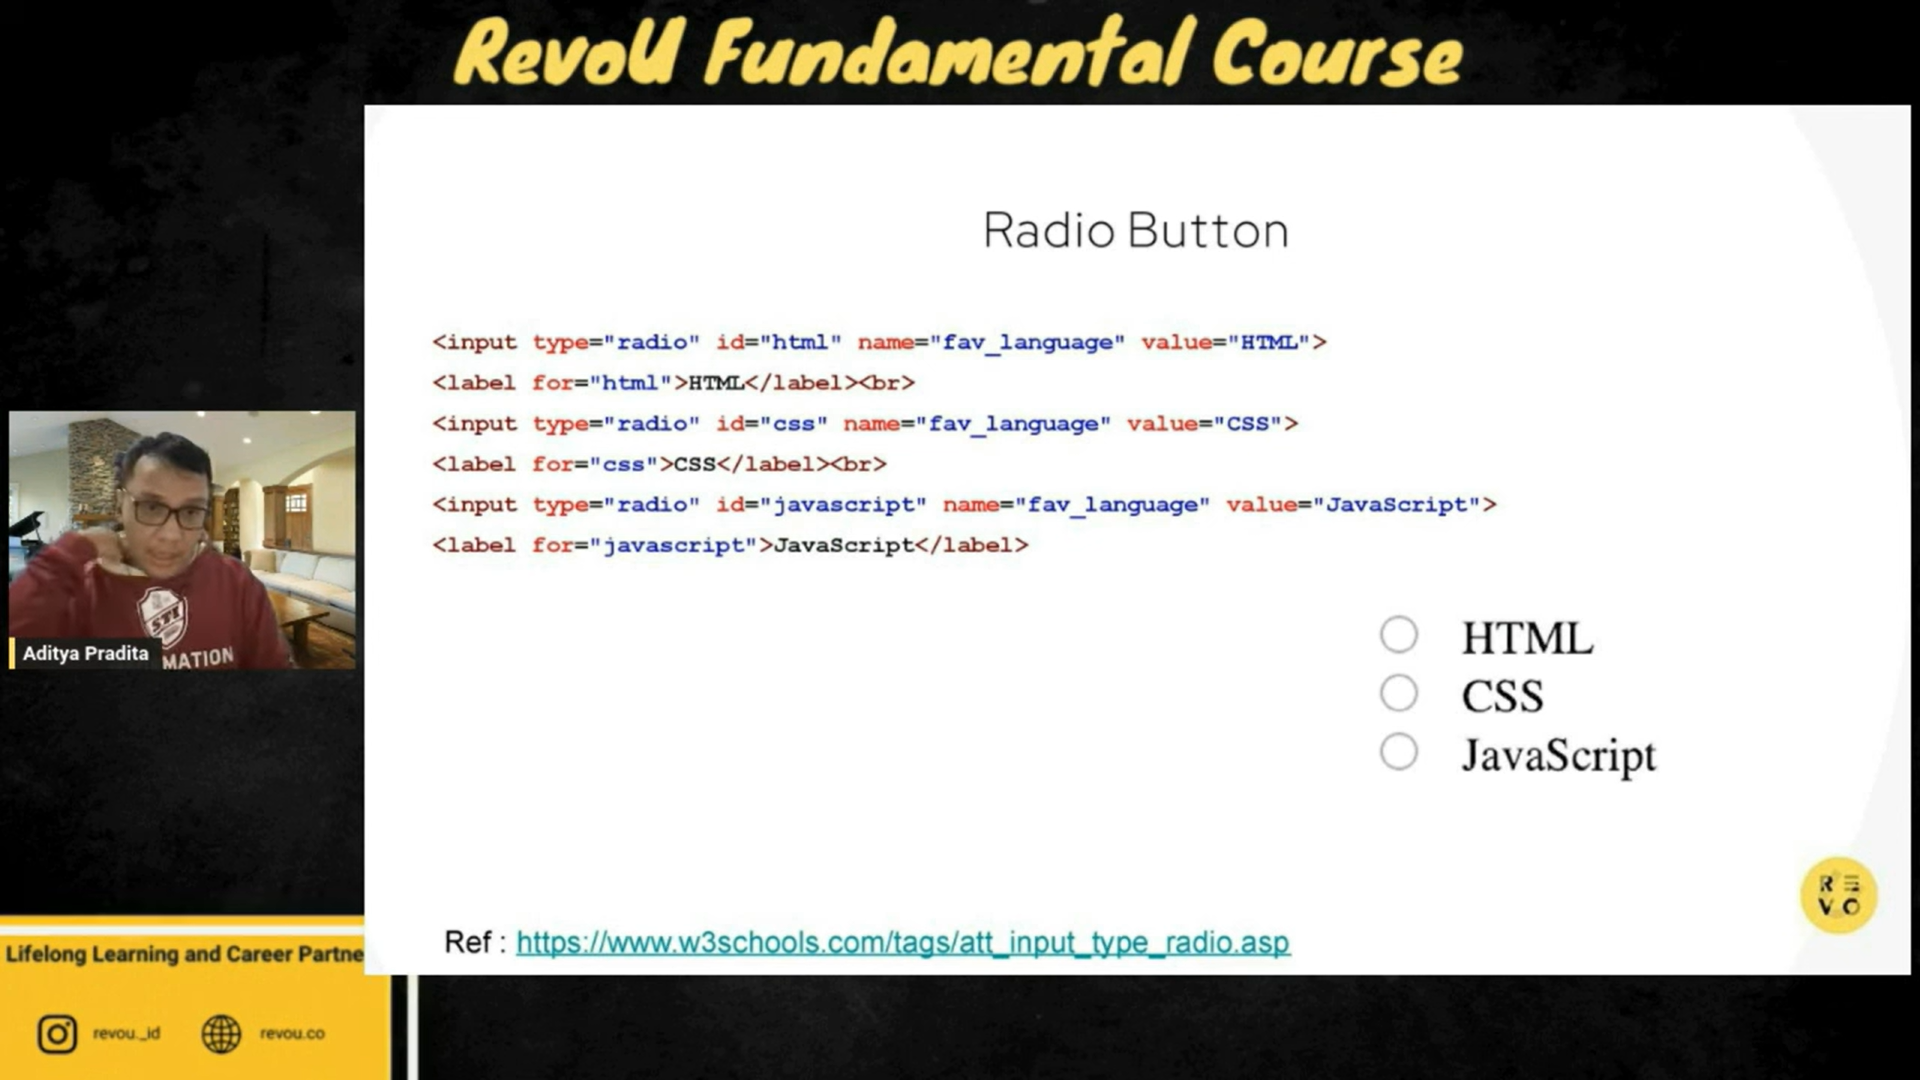 RevoU Fundamental Course
Radio Button
<input type="radio" id="html" name="fav_language" value="HTML">
<label for="html">HTML</label><br>
<input type="radio" id="css" name="fav_language" value="CSS">
<label for="css">CSS</label><br>
<input type="radio" id="javascript" name="fav_language" value="JavaScript">
<label for="javascript">JavaScript</label>
HTML
CSS
JavaScript
STI
MATION
Aditya Pradita
Ref : https://www.w3schools.com/tags/att_input_type_radio.asp
REVO
Lifelong Learning and Career Partne
revou_id
revou.co